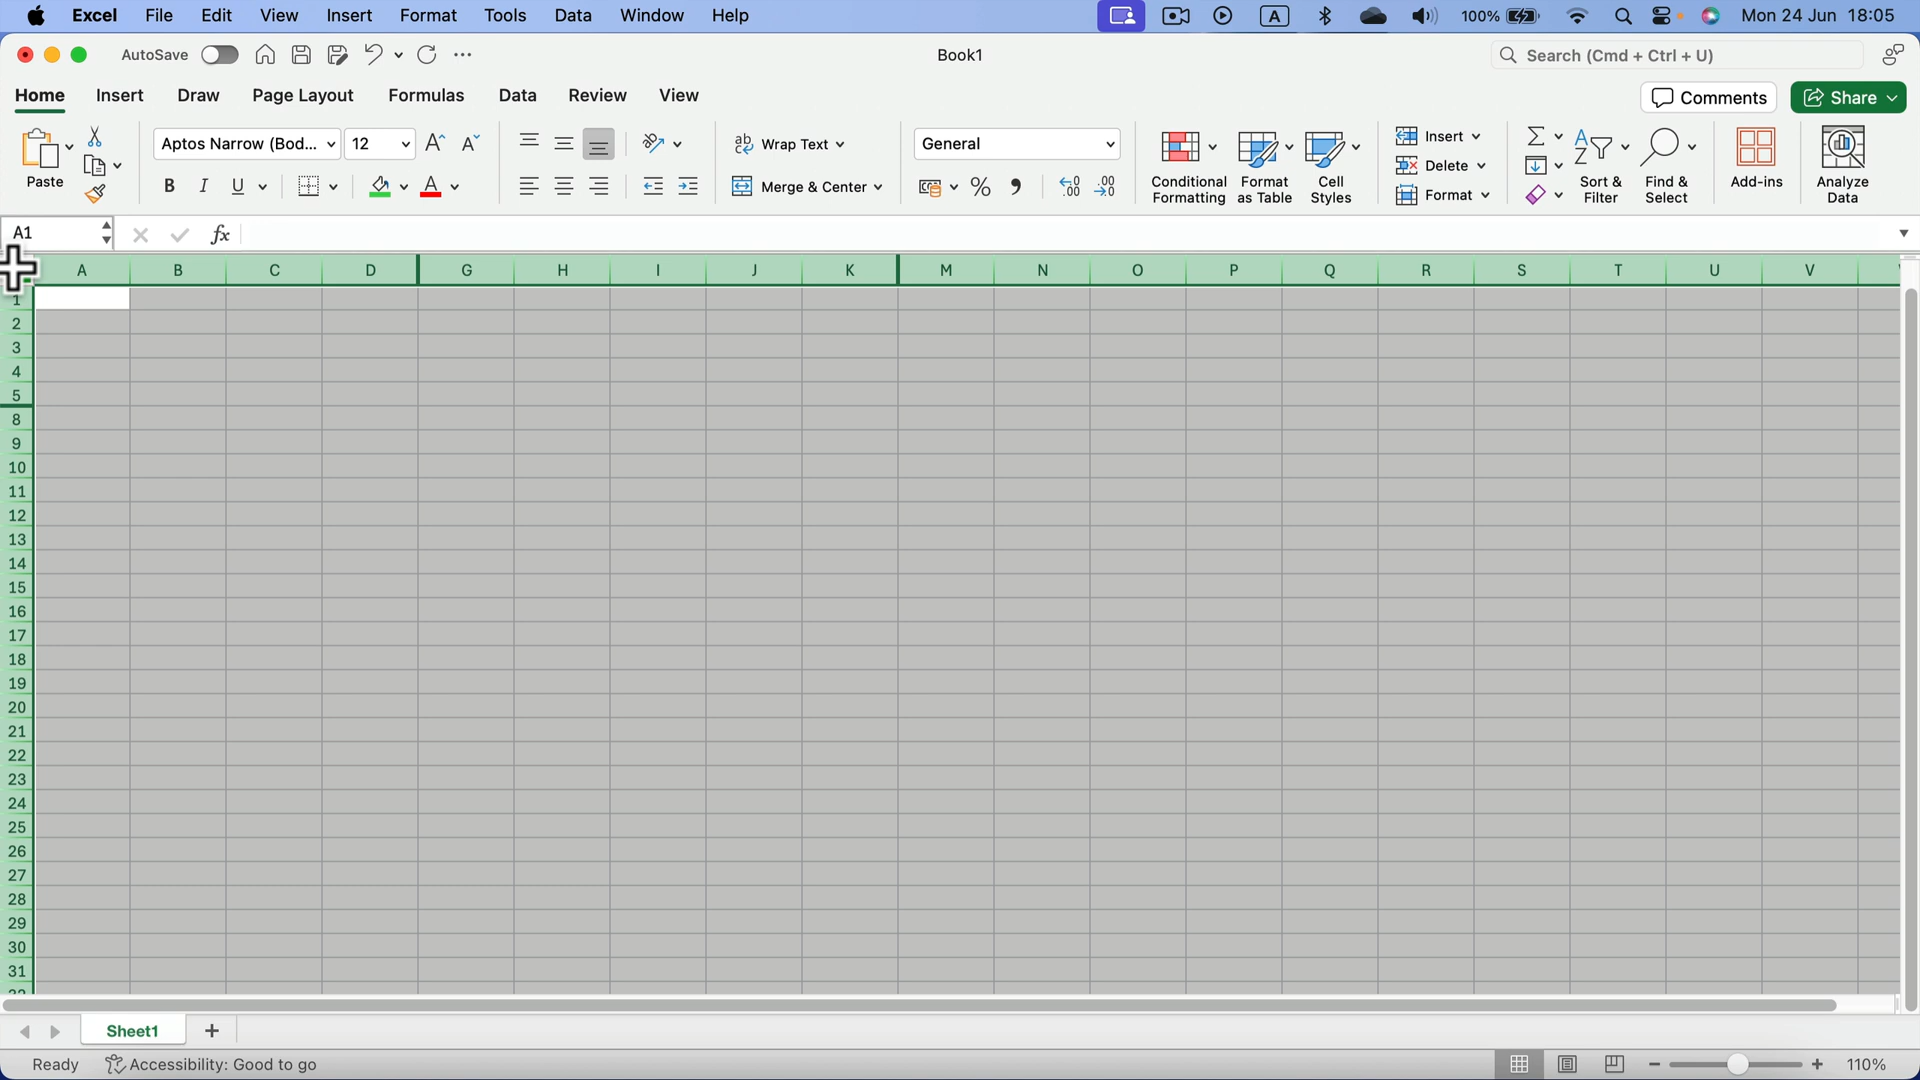 Excel File Edit View Insert Format Tools Data Window Help A 100% Mon 24 Jun 18:05
AutoSave Book1 Search (Cmd + Ctrl + U)
Home Insert Draw Page Layout Formulas Data Review View Comments Share
Aptos Narrow (Bod... 12 A A ab Wrap Text General Insert
Paste Delete
B I U A Merge & Center % Conditional Formatting Format as Table Cell Styles Format Sort & Filter Find & Select Add-ins Analyze Data
A1 fx
A B C D G H I J K M N O P Q R S T U V
1
2
3
4
5
8
9
10
11
12
13
14
15
16
17
18
19
20
21
22
23
24
25
26
27
28
29
30
31
Sheet1 +
Ready Accessibility: Good to go 110%